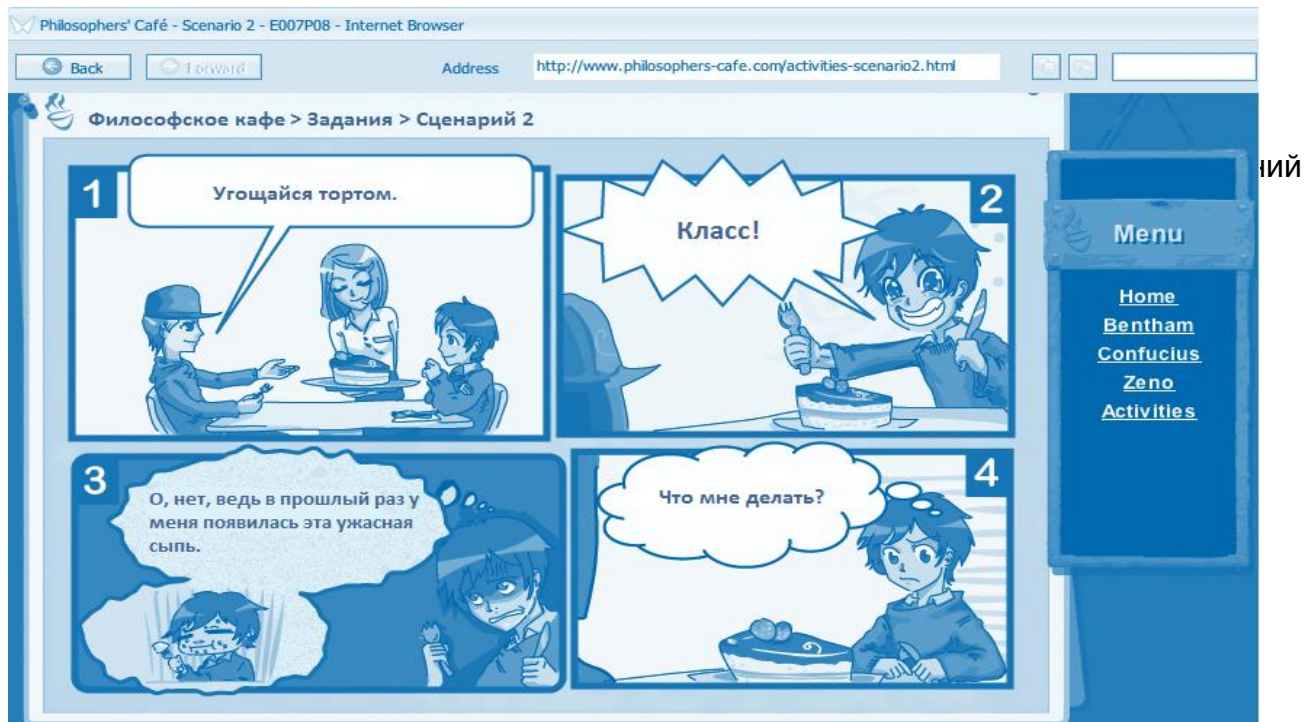 Philosophers' Café - Scenario 2 - E007P08 - Internet Browser
Back
Forward
Address
http://www.philosophers-cafe.com/activities-scenario2.html
Философское кафе > Задания > Сценарий 2
1
Угощайся тортом.
2
Класс!
3
О, нет, ведь в прошлый раз у
меня появилась эта ужасная
сыпь.
4
Что мне делать?
Menu
Home
Bentham
Confucius
Zeno
Activities